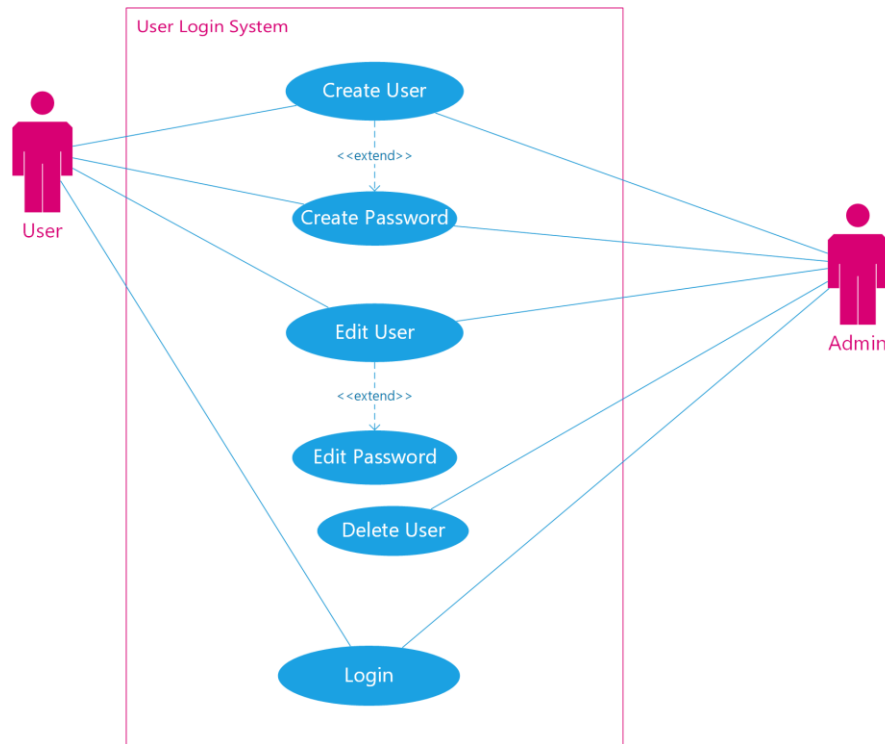 User Login System
Create User
<<extend>>
Create Password
User
Edit User
Admin
<<extend>>
Edit Password
Delete User
Login